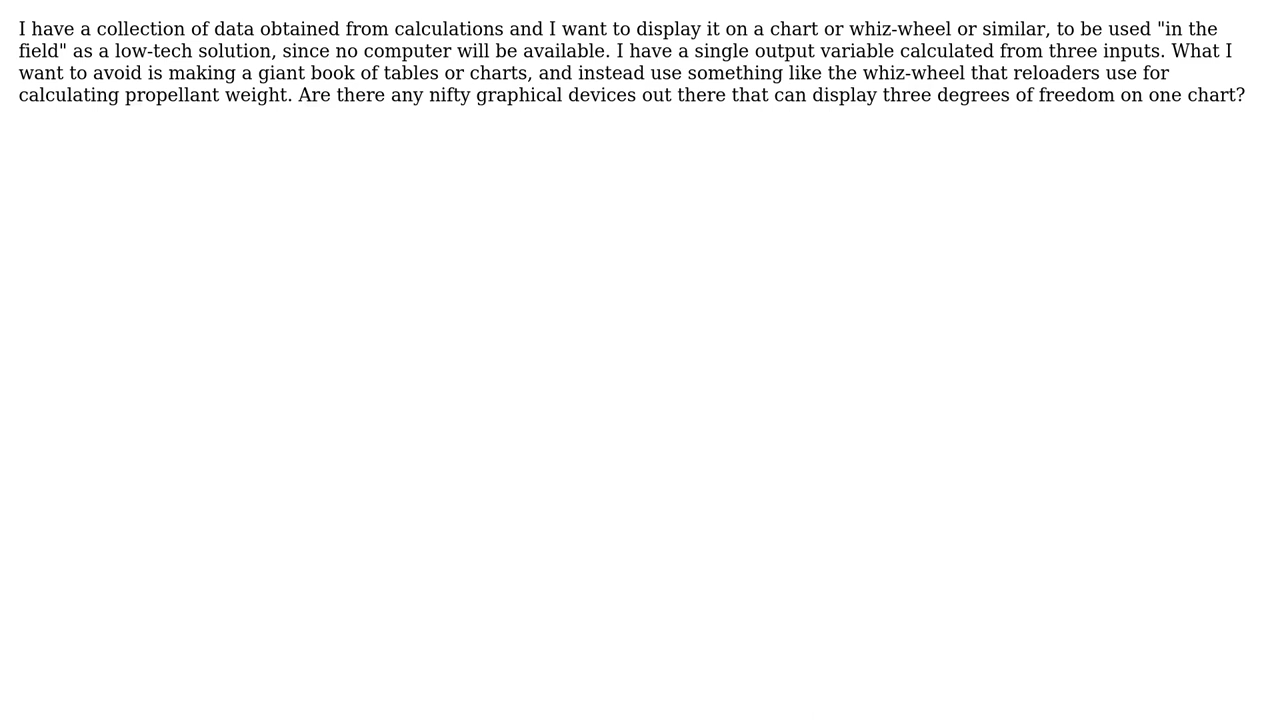 I have a collection of data obtained from calculations and I want to display it on a chart or whiz-wheel or similar, to be used "in the
field" as a low-tech solution, since no computer will be available. I have a single output variable calculated from three inputs. What I
want to avoid is making a giant book of tables or charts, and instead use something like the whiz-wheel that reloaders use for
calculating propellant weight. Are there any nifty graphical devices out there that can display three degrees of freedom on one chart?